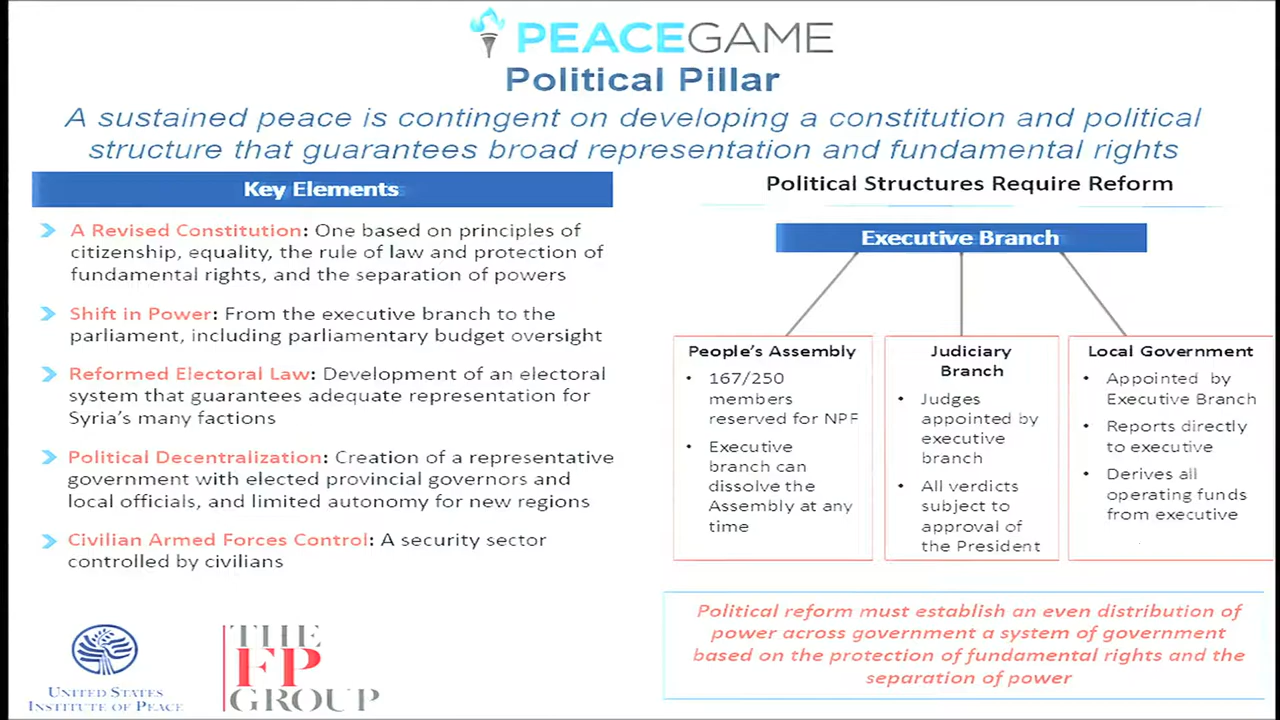 PEACEGAME
Political Pillar
A sustained peace is contingent on developing a constitution and political
structure that guarantees broad representation and fundamental rights
Key Elements
A Revised Constitution: One based on principles of
citizenship, equality, the rule of law and protection of
fundamental rights, and the separation of powers
Shift in Power: From the executive branch to the
parliament, including parliamentary budget oversight
Reformed Electoral Law: Development of an electoral
system that guarantees adequate representation for
Syria's many factions
Political Decentralization: Creation of a representative
government with elected provincial governors and
local officials, and limited autonomy for new regions
Civilian Armed Forces Control: A security sector
controlled by civilians
Political Structures Require Reform
Executive Branch
People's Assembly
• 167/250
members
reserved for NPF
• Executive
branch can
dissolve the
Assembly at any
time
Judiciary
Branch
• Judges
appointed by
executive
branch
• All verdicts
subject to
approval of
the President
Local Government
• Appointed by
Executive Branch
• Reports directly
to executive
• Derives all
operating funds
from executive
Political reform must establish an even distribution of
power across government a system of government
based on the protection of fundamental rights and the
separation of power
UNITED STATES
INSTITUTE OF PEACE
THE
FP
GROUP